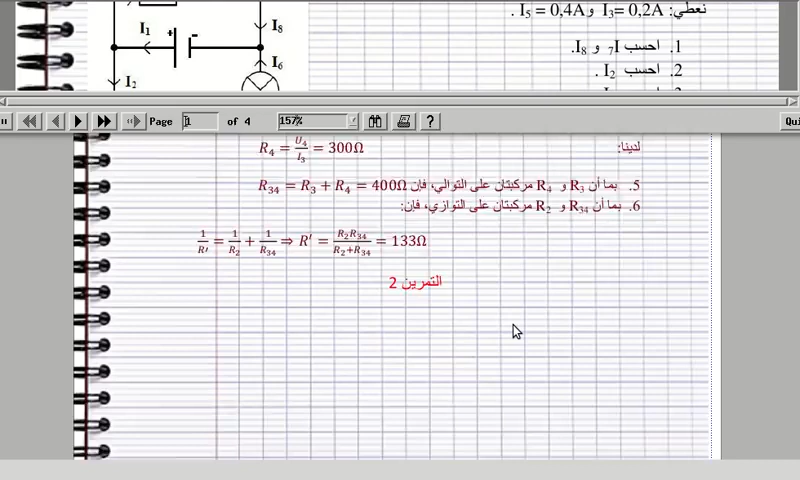 نعطي: I3= 0,2A و I5 = 0,4A .
1. احسب I7 و I8.
2. احسب I2 .
I1
+
-
I8
I2
I6
Page 1 of 4 157% ? Qui
لدينا:
R4 = U4/I3 = 300Ω
5. بما أن R3 و R4 مركبتان على التوالي، فإن R34 = R3 + R4 = 400Ω
6. بما أن R34 و R2 مركبتان على التوازي، فإن:
1/R′ = 1/R2 + 1/R34 ⇒ R′ = R2R34/R2+R34 = 133Ω
التمرين 2